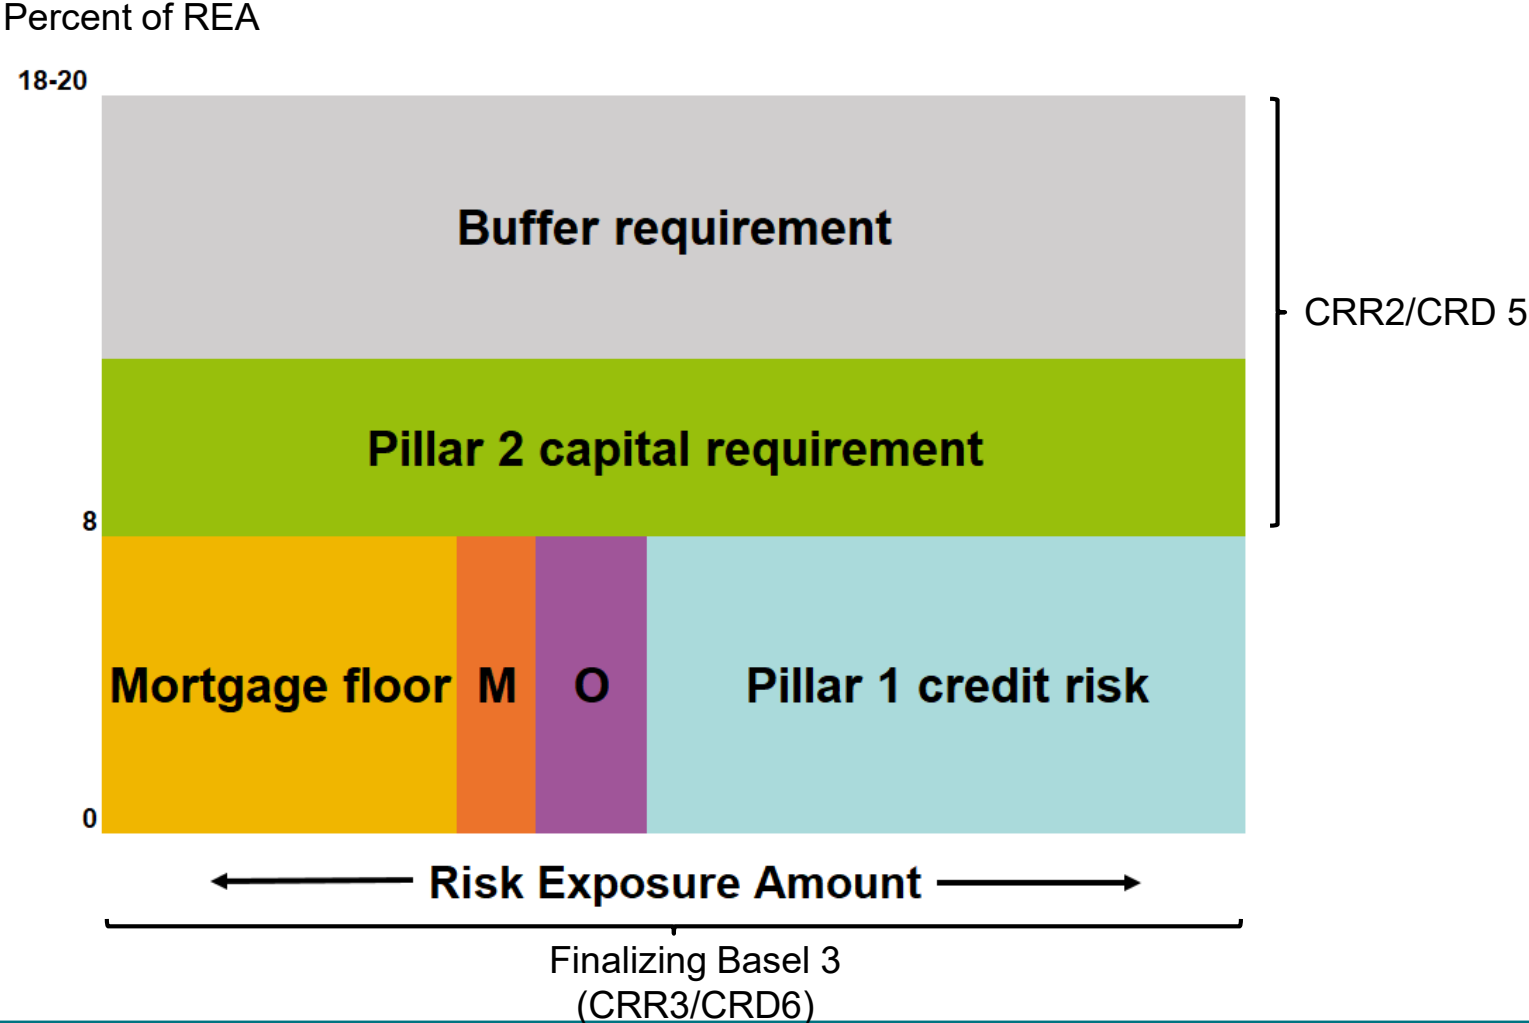 Percent of REA
18-20
Buffer requirement
CRR2/CRD 5
Pillar 2 capital requirement
8
Mortgage floor M O Pillar 1 credit risk
0
Risk Exposure Amount
Finalizing Basel 3
(CRR3/CRD6)